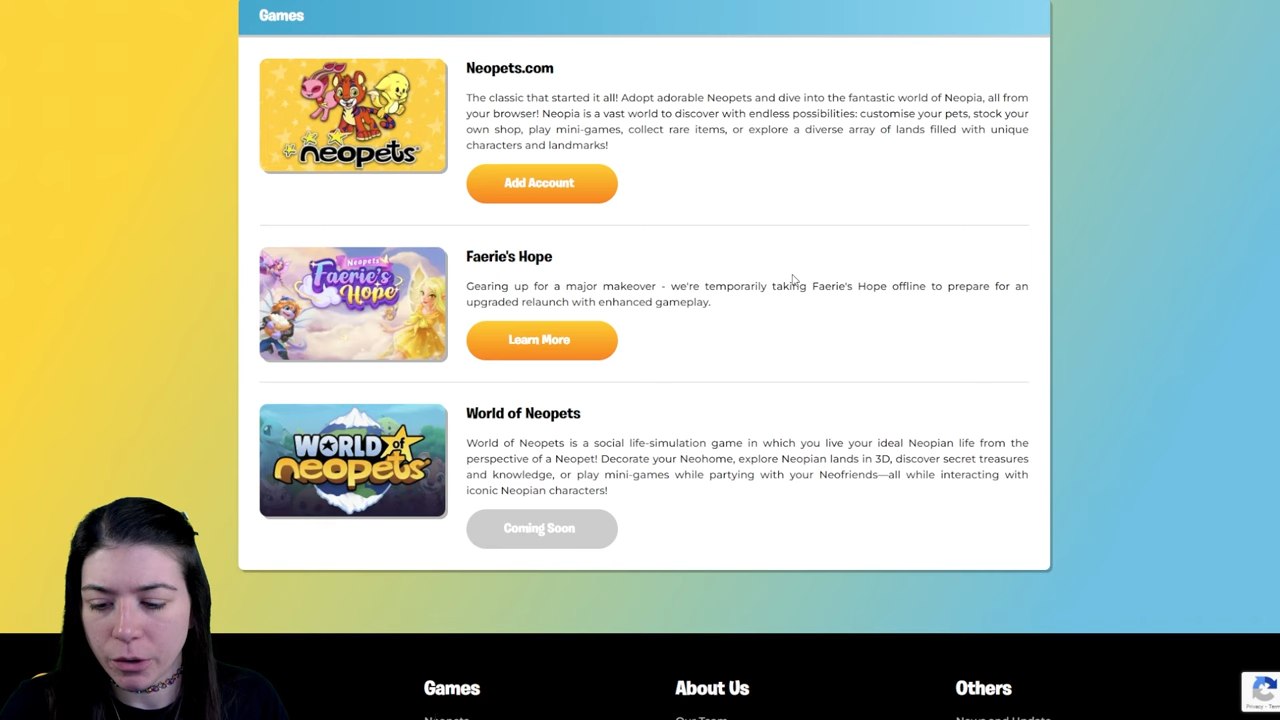 Games
neopets
Neopets.com
The classic that started it all! Adopt adorable Neopets and dive into the fantastic world of Neopia, all from
your browser! Neopia is a vast world to discover with endless possibilities: customise your pets, stock your
own shop, play mini-games, collect rare items, or explore a diverse array of lands filled with unique
characters and landmarks!
Add Account
Neopets
Faerie's
Hope
Faerie's Hope
Gearing up for a major makeover - we're temporarily taking Faerie's Hope offline to prepare for an
upgraded relaunch with enhanced gameplay.
Learn More
WORLD of
neopets
World of Neopets
World of Neopets is a social life-simulation game in which you live your ideal Neopian life from the
perspective of a Neopet! Decorate your Neohome, explore Neopian lands in 3D, discover secret treasures
and knowledge, or play mini-games while partying with your Neofriends—all while interacting with
iconic Neopian characters!
Coming Soon
Games
About Us
Others
Privacy -